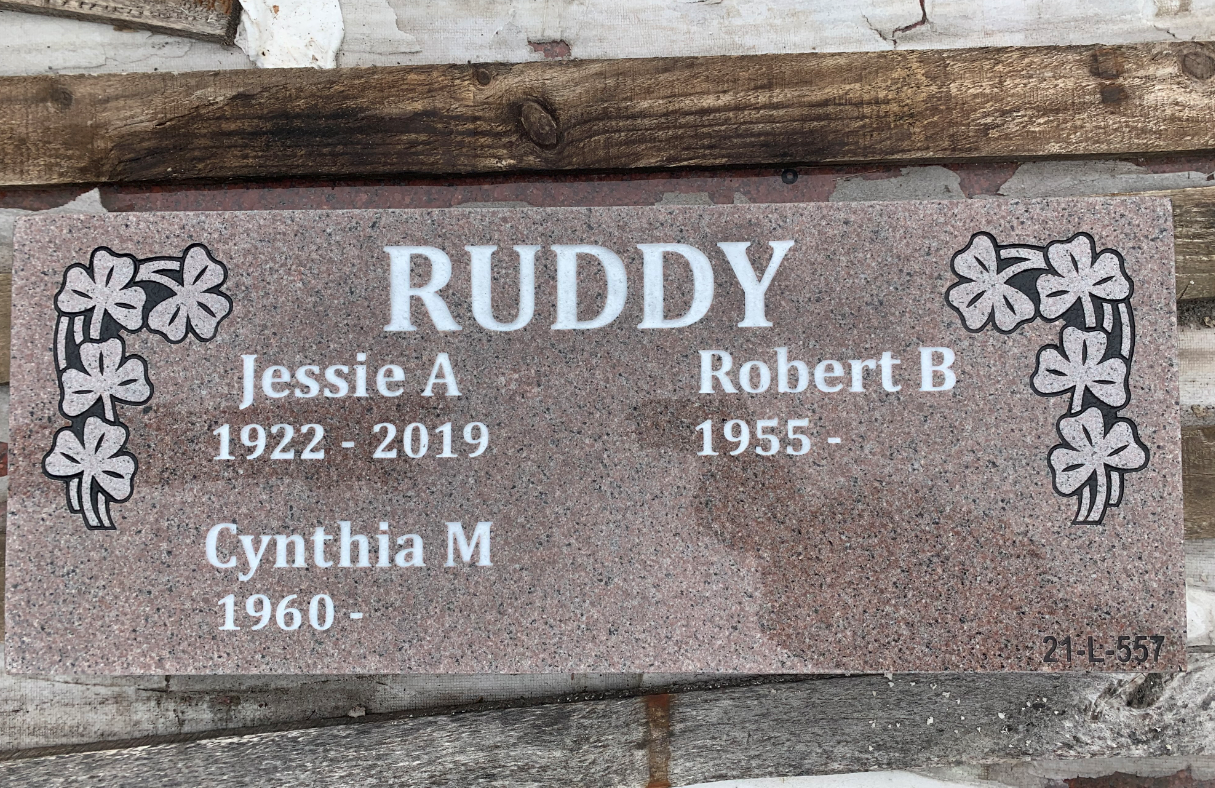 RUDDY
Jessie A
Robert B
1922 - 2019
1955 -
Cynthia M
1960 -
21-L-557